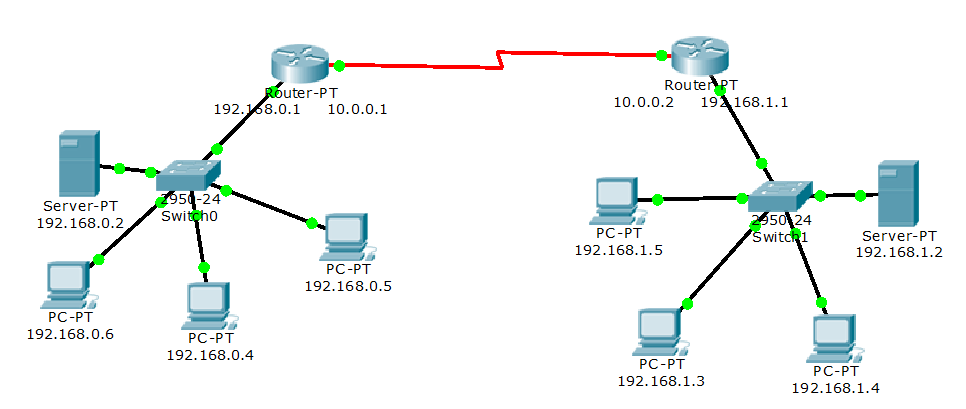 Router-PT
192.168.0.1
10.0.0.1
Router-PT
10.0.0.2
192.168.1.1
2950-24
Switch0
Server-PT
192.168.0.2
PC-PT
192.168.0.5
PC-PT
192.168.0.6
PC-PT
192.168.0.4
2950-24
Switch1
PC-PT
192.168.1.5
Server-PT
192.168.1.2
PC-PT
192.168.1.3
PC-PT
192.168.1.4